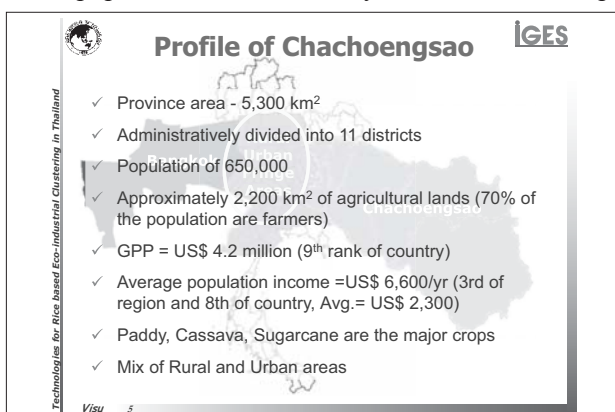 Profile of Chachoengsao
IGES
✓ Province area - 5,300 km²
✓ Administratively divided into 11 districts
✓ Population of 650,000
✓ Approximately 2,200 km² of agricultural lands (70% of
the population are farmers)
✓ GPP = US$ 4.2 million (9th rank of country)
✓ Average population income =US$ 6,600/yr (3rd of
region and 8th of country, Avg.= US$ 2,300)
✓ Paddy, Cassava, Sugarcane are the major crops
✓ Mix of Rural and Urban areas
Bangkok
Urban
Fringe
Areas
Chachoengsao
Technologies for Rice based Eco-industrial Clustering in Thailand
Visu 5